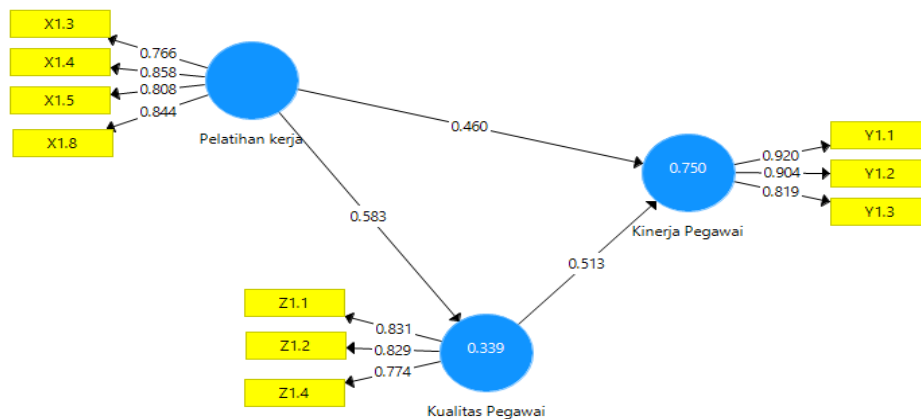 X1.3
0.766
X1.4
0.858
X1.5
0.808
0.844
X1.8
Pelatihan kerja
0.460
Y1.1
0.920
0.750
0.904
Y1.2
0.819
Y1.3
Kinerja Pegawai
0.583
0.513
Z1.1
0.831
Z1.2
0.829
0.339
0.774
Z1.4
Kualitas Pegawai